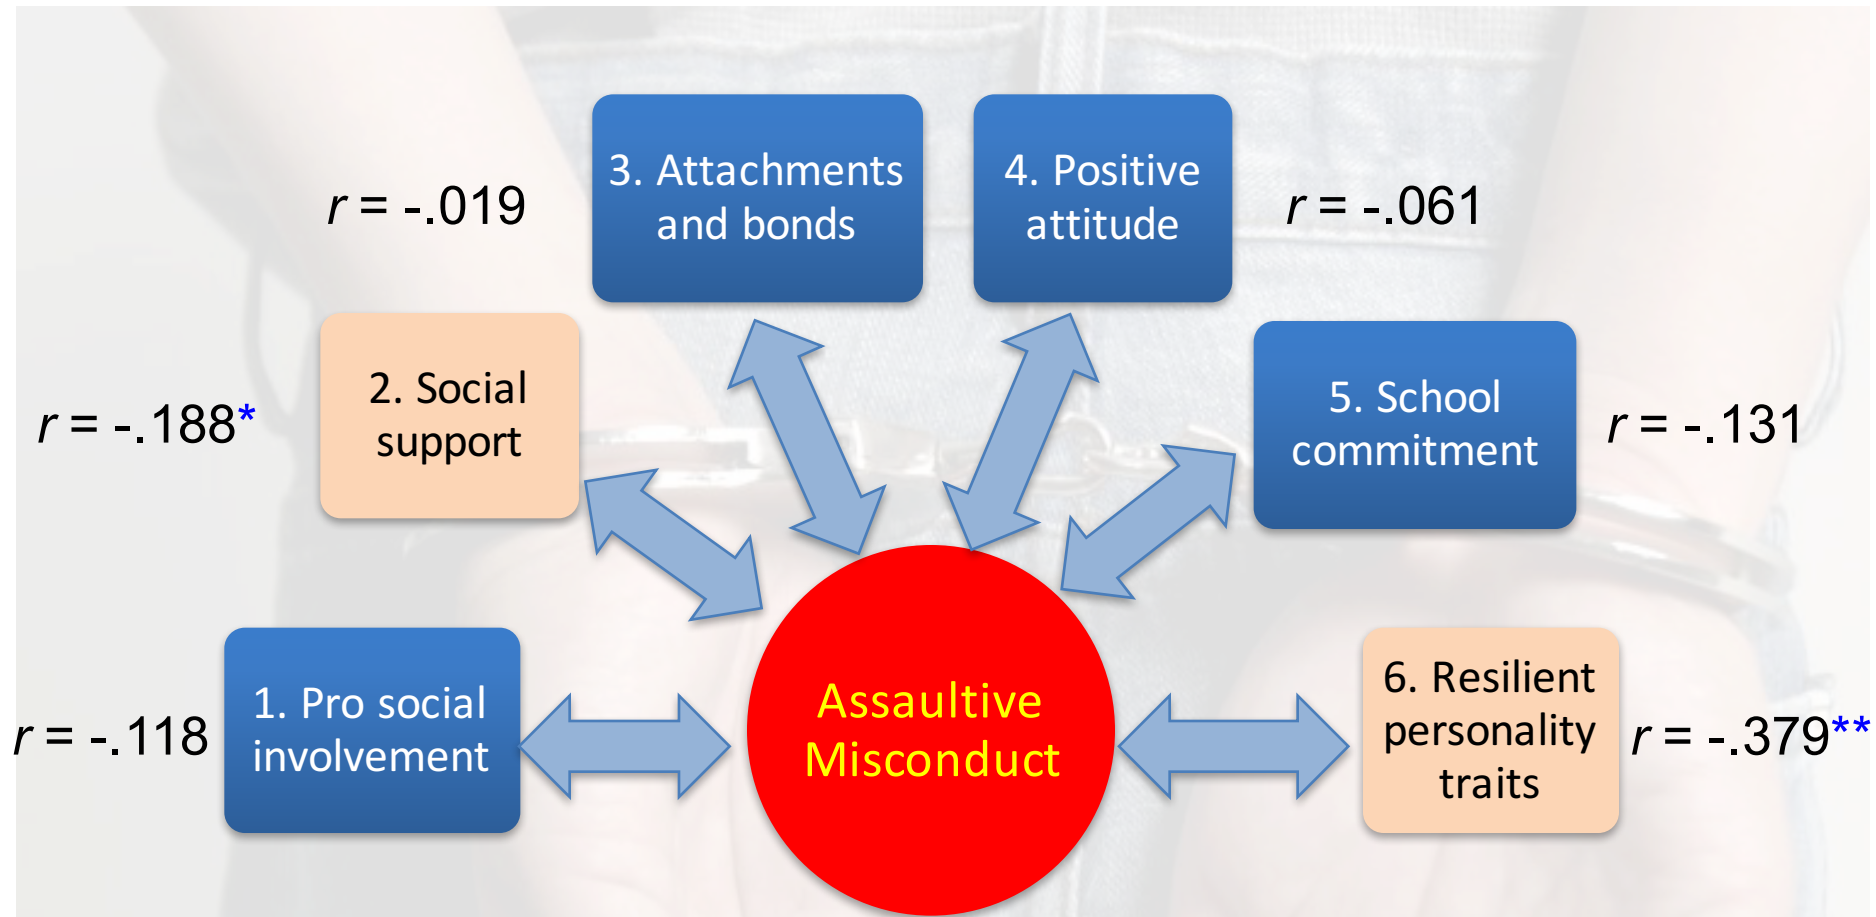 1. Pro social
involvement
r = -.118
2. Social
support
r = -.188*
3. Attachments
and bonds
r = -.019
4. Positive
attitude
r = -.061
5. School
commitment
r = -.131
6. Resilient
personality
traits
r = -.379**
Assaultive
Misconduct